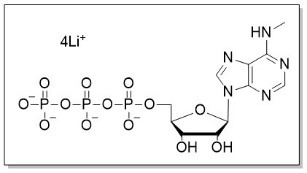 HN
4Li⁺
N
N
O O O
O⁻ P O P O P O
O
N
N
O⁻ O⁻ O⁻
OH OH